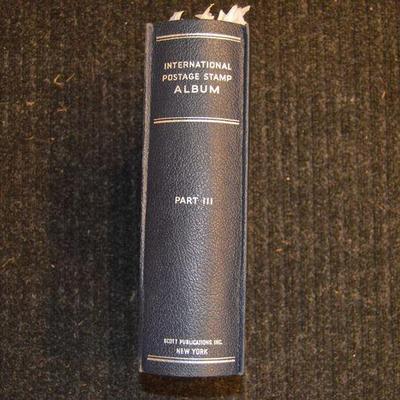 INTERNATIONAL
POSTAGE STAMP
ALBUM
PART III
SCOTT PUBLICATIONS INC.
NEW YORK